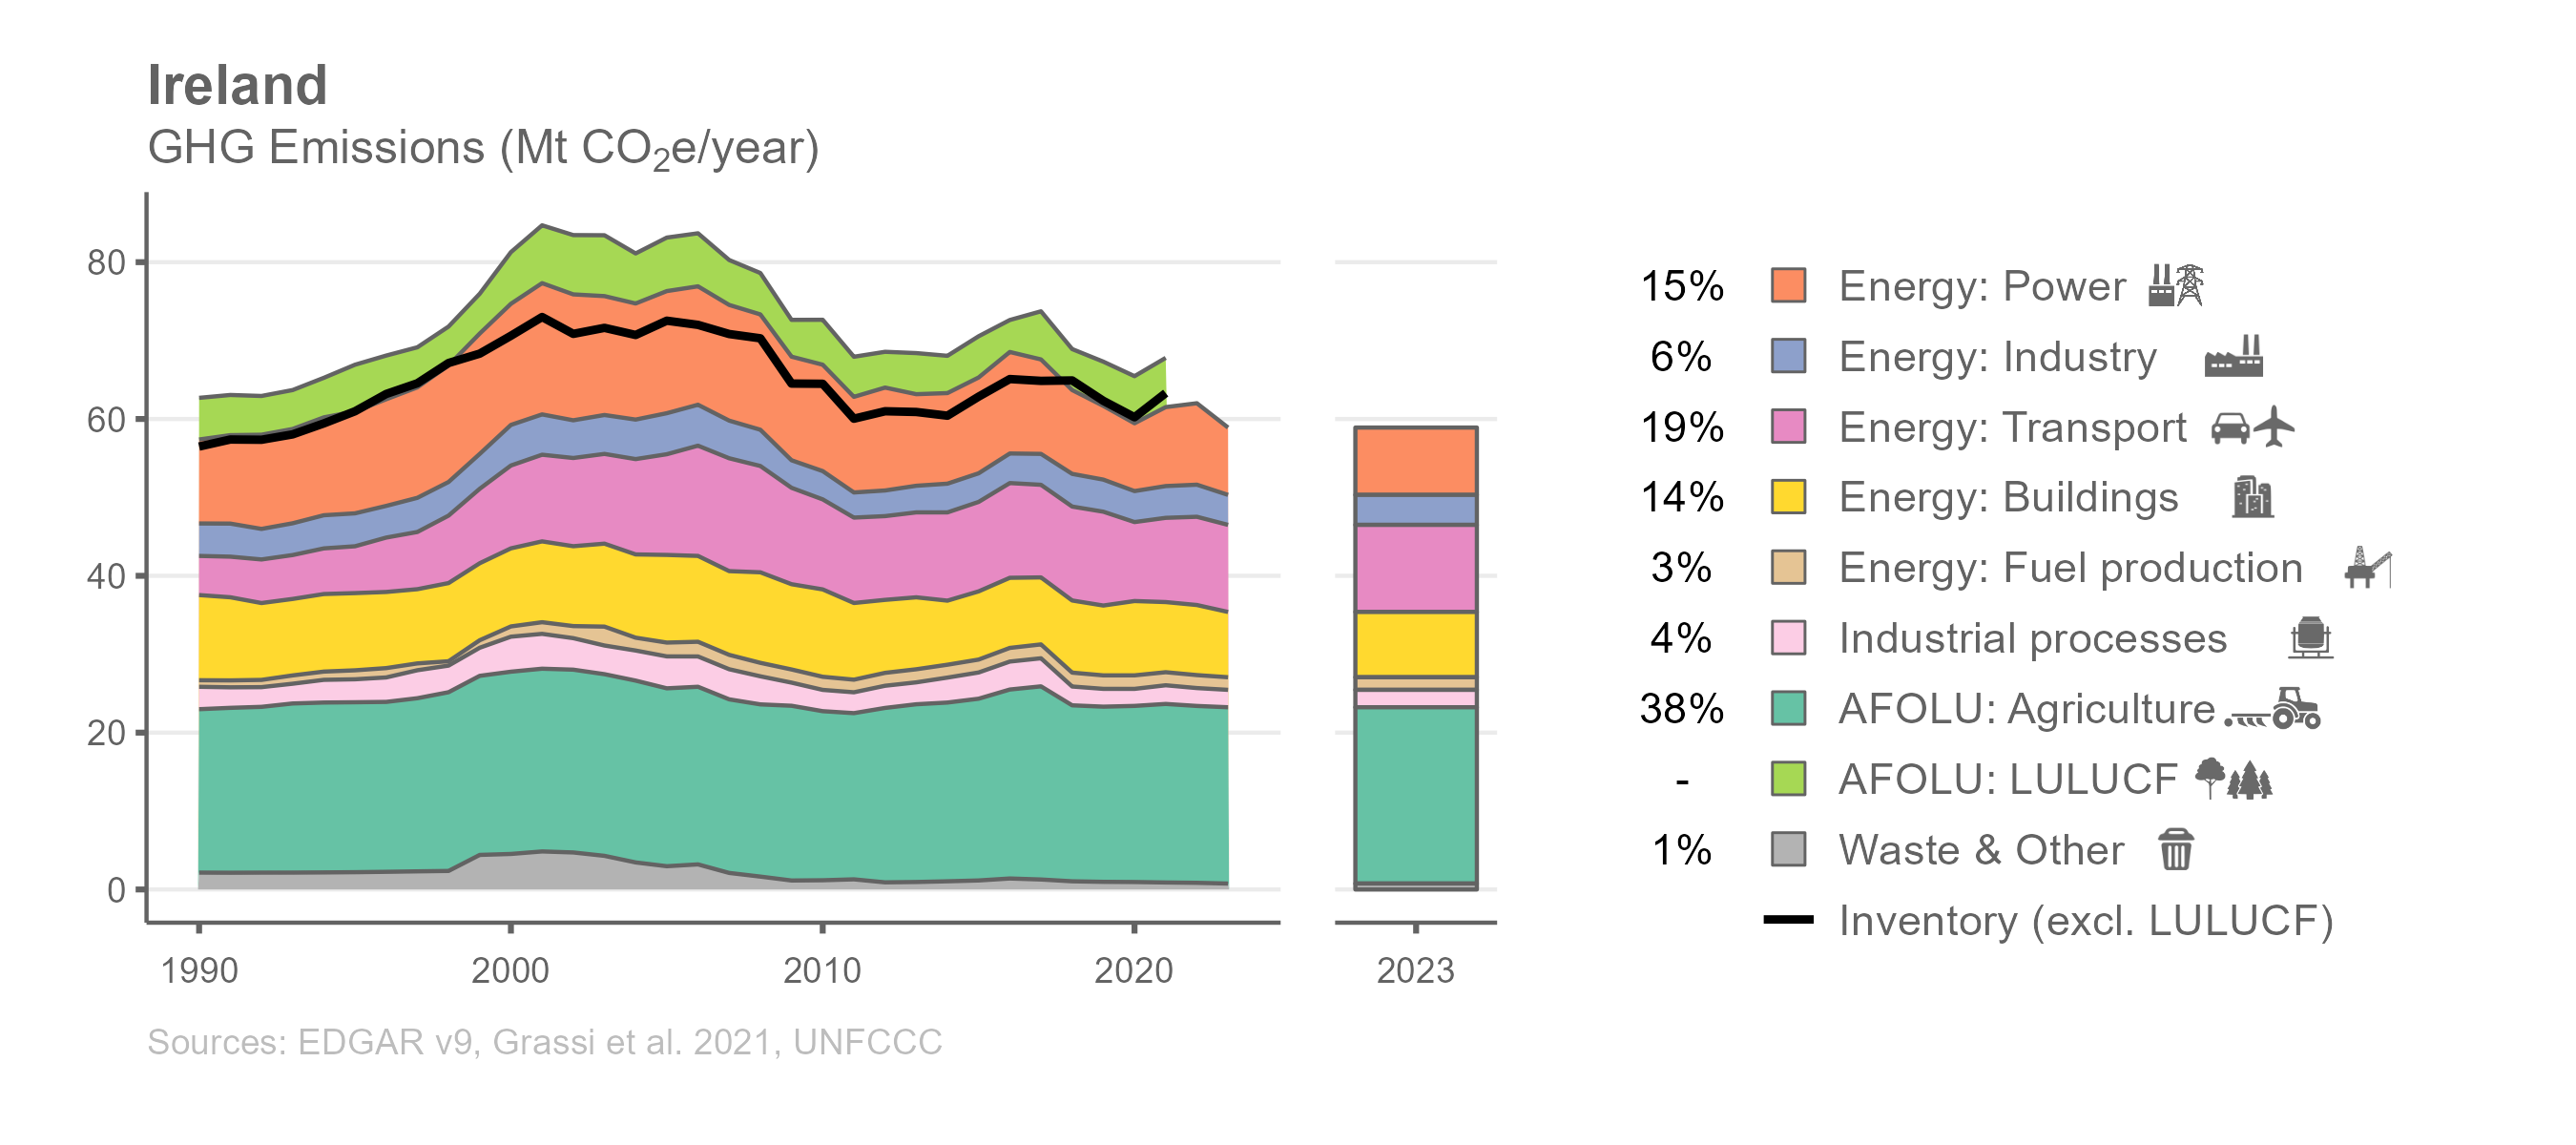 Ireland
GHG Emissions (Mt CO₂e/year)
80
60
40
20
0
1990 2000 2010 2020 2023
15% Energy: Power
6% Energy: Industry
19% Energy: Transport
14% Energy: Buildings
3% Energy: Fuel production
4% Industrial processes
38% AFOLU: Agriculture
- AFOLU: LULUCF
1% Waste & Other
Inventory (excl. LULUCF)
Sources: EDGAR v9, Grassi et al. 2021, UNFCCC